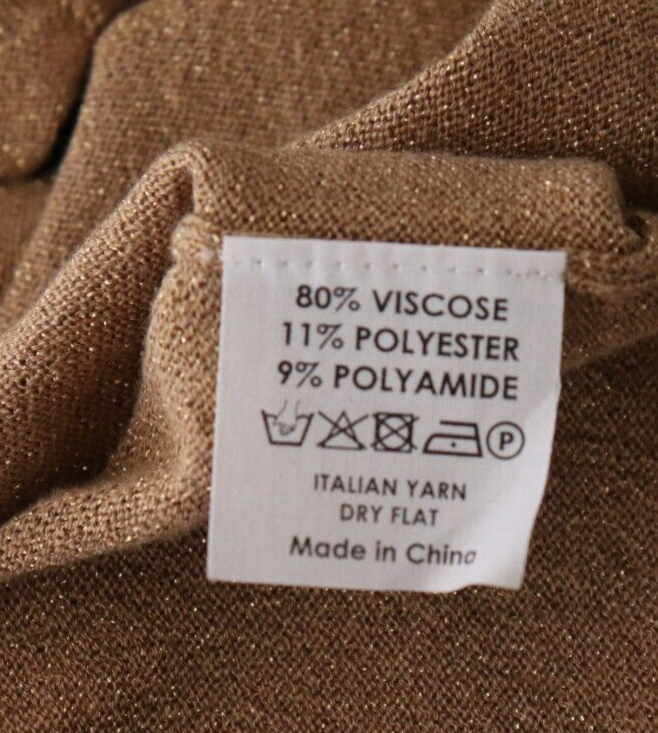 80% VISCOSE
11% POLYESTER
9% POLYAMIDE
P
ITALIAN YARN
DRY FLAT
Made in China